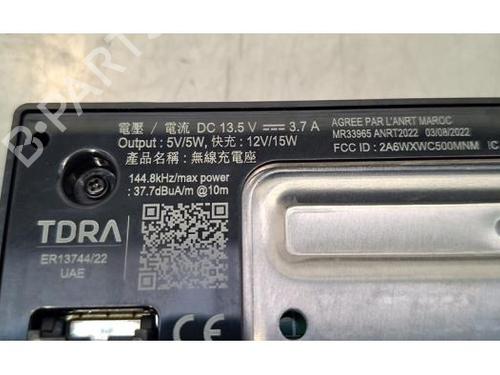 電壓 / 電流 DC 13.5 V ⎓ 3.7 A
Output : 5V/5W, 快充 : 12V/15W
產品名稱 : 無線充電座
144.8kHz/max power
: 37.7dBuA/m @10m
AGREE PAR L'ANRT MAROC
MR33965 ANRT2022 03/08/2022
FCC ID : 2A6WXWC500MNM IC
TDRA
ER13744/22
UAE
CE